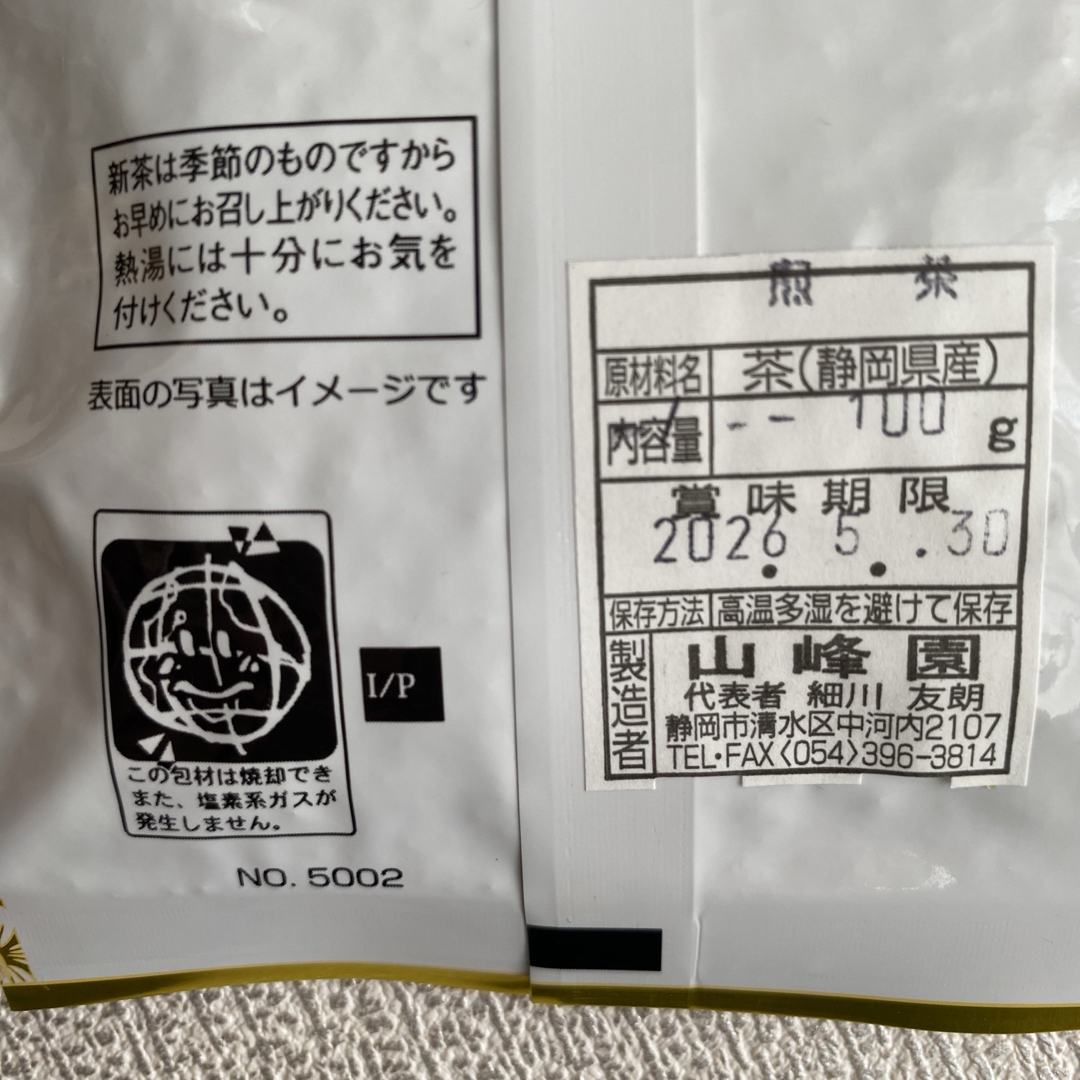 新茶は季節のものですから
お早めにお召し上がりください。
熱湯には十分にお気を
付けください。
表面の写真はイメージです
I/P
この包材は焼却でき
また、塩素系ガスが
発生しません。
NO. 5002
煎 茶
原材料名 茶(静岡県産)
内容量 100 g
賞味期限
2026. 5. .30
保存方法 高温多湿を避けて保存
製造者 山峰園
代表者 細川 友朗
静岡市清水区中河内2107
TEL・FAX〈054〉396-3814